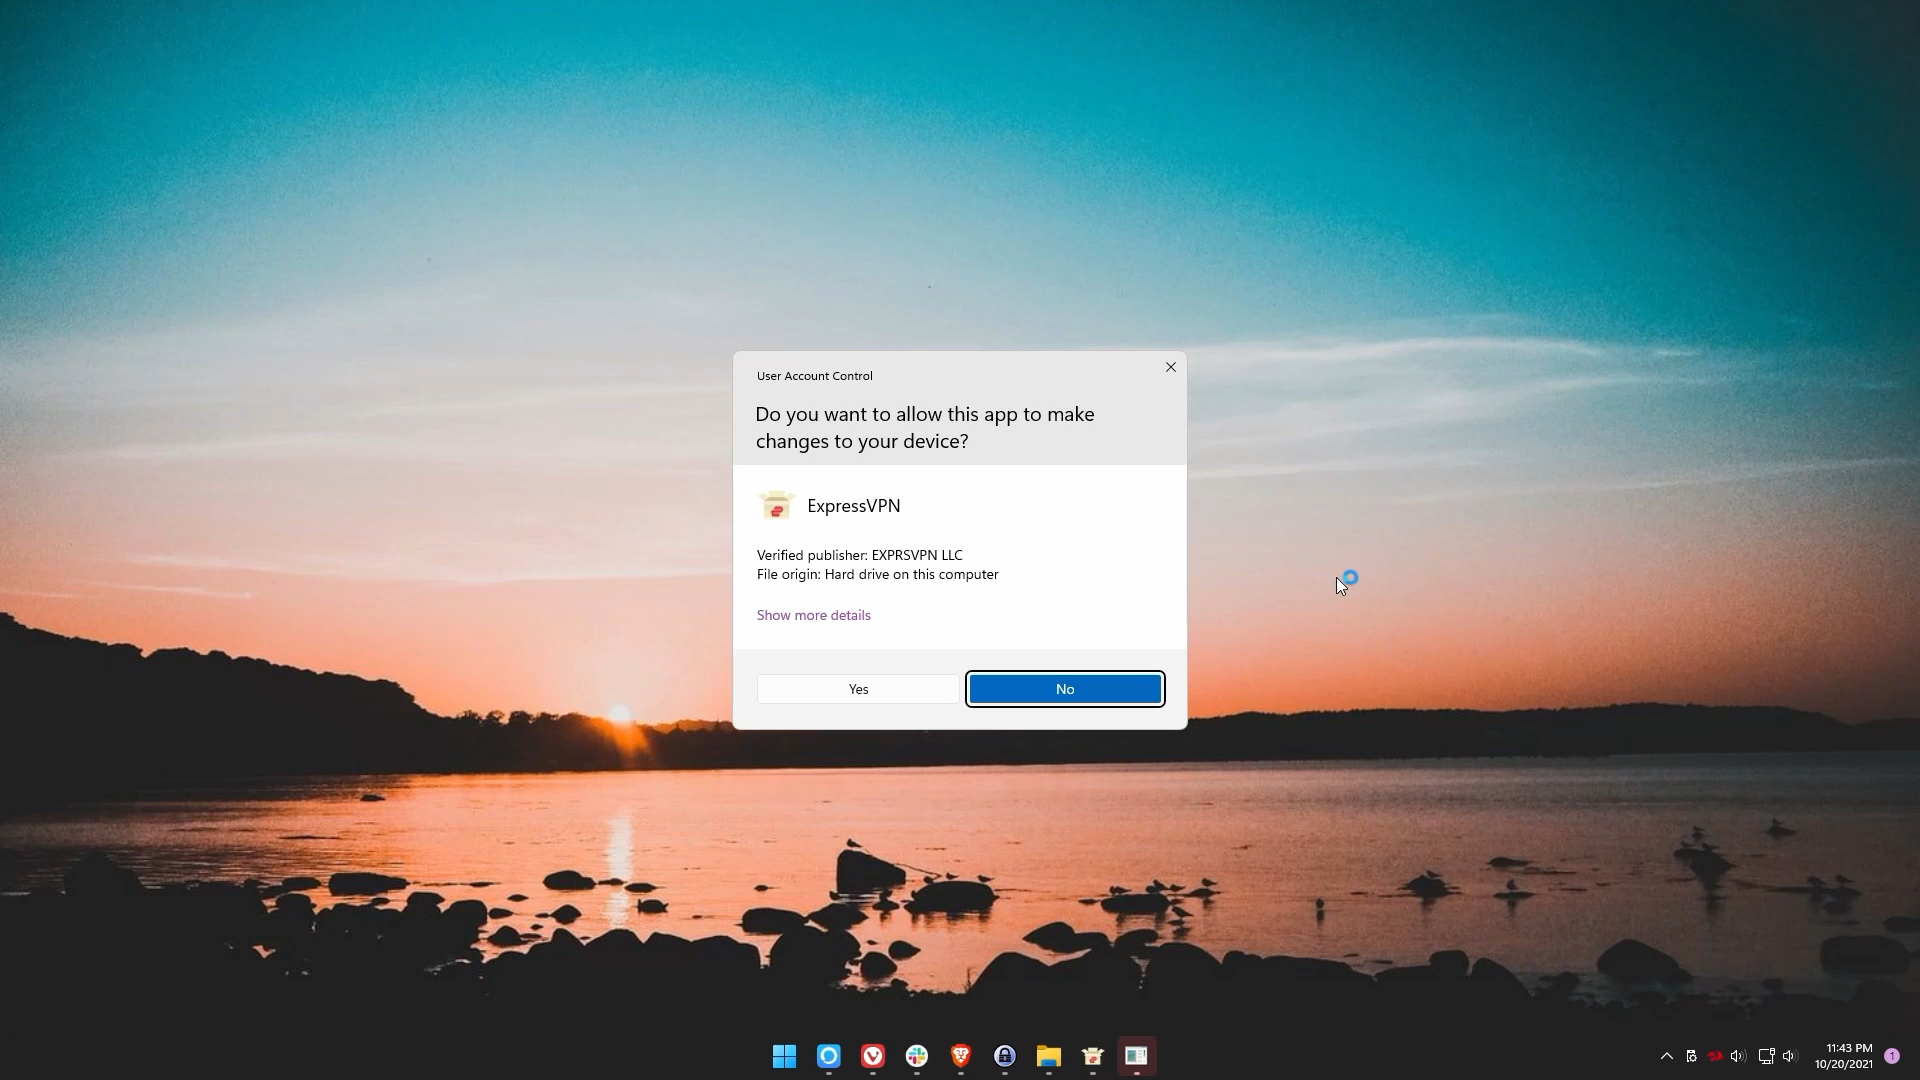 User Account Control
Do you want to allow this app to make
changes to your device?
ExpressVPN
Verified publisher: EXPRSVPN LLC
File origin: Hard drive on this computer
Show more details
Yes
No
11:43 PM
10/20/2021
1